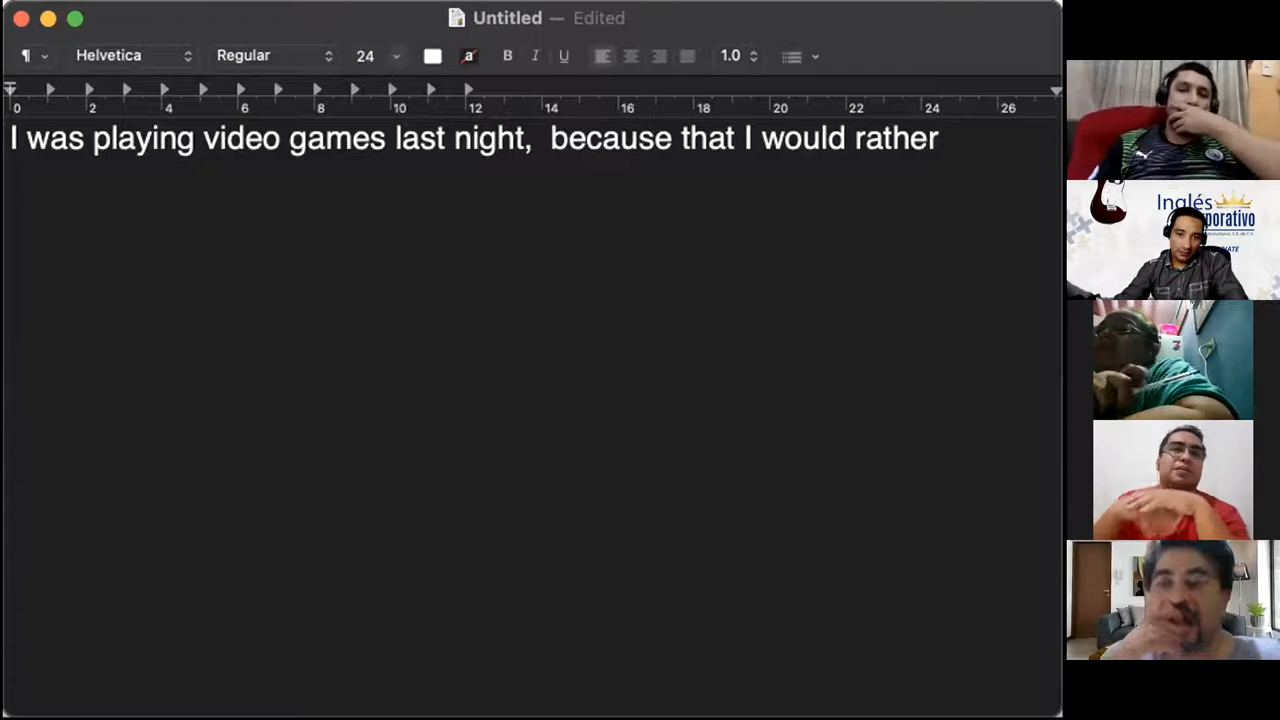 Untitled — Edited
¶ Helvetica Regular 24 a B I U 1.0
0 2 4 6 8 10 12 14 16 18 20 22 24 26
I was playing video games last night,  because that I would rather
Inglés
porativo